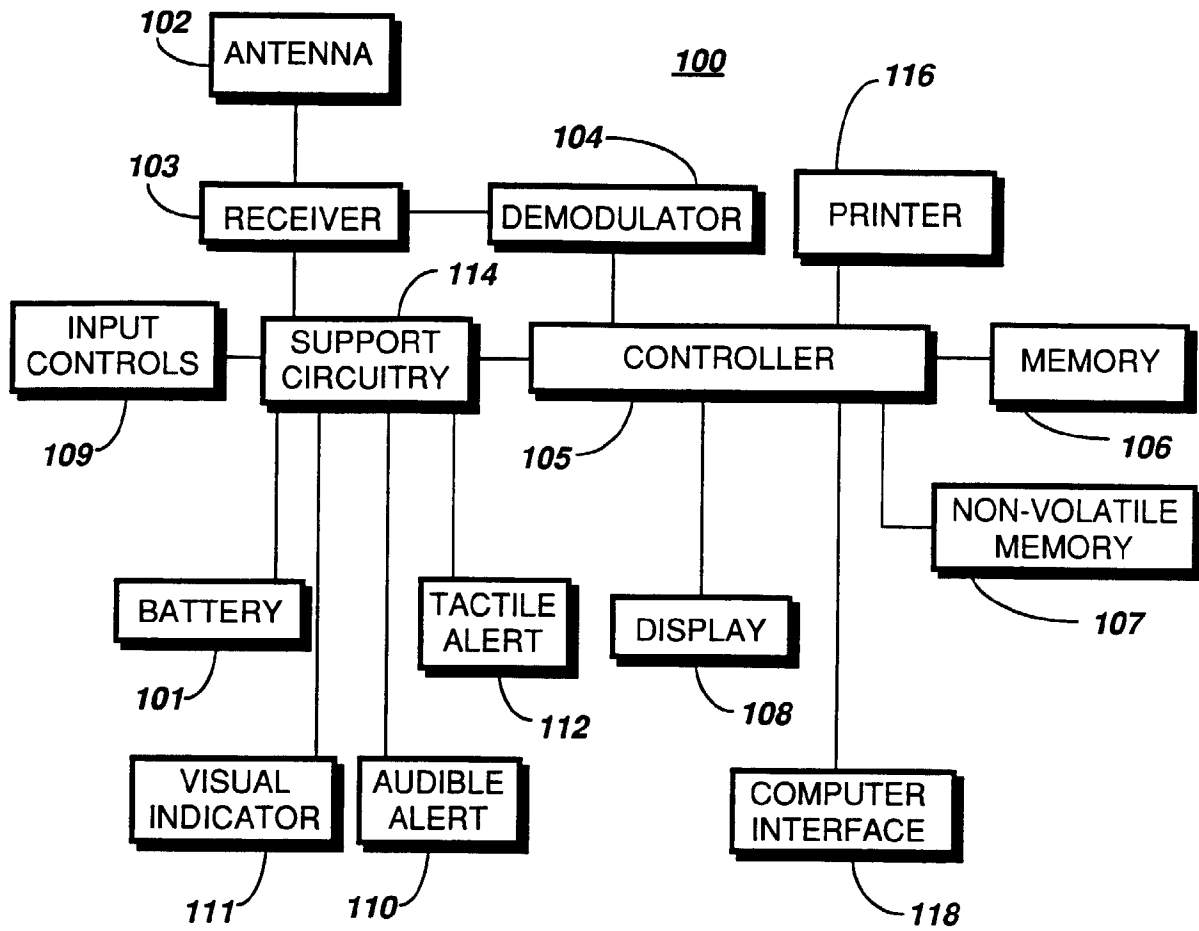 102
ANTENNA
100
116
103
104
RECEIVER
DEMODULATOR
PRINTER
114
INPUT
CONTROLS
SUPPORT
CIRCUITRY
CONTROLLER
MEMORY
109
105
106
NON-VOLATILE
MEMORY
BATTERY
TACTILE
ALERT
DISPLAY
107
101
112
108
VISUAL
INDICATOR
AUDIBLE
ALERT
COMPUTER
INTERFACE
111
110
118